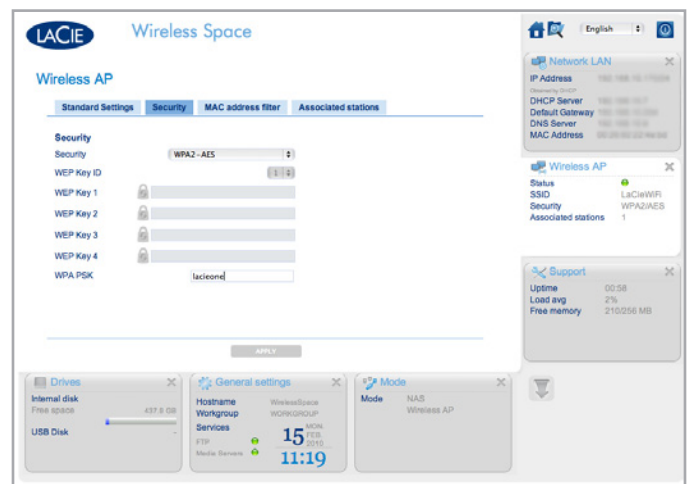 LACIE
Wireless Space
English
Wireless AP
Standard Settings Security MAC address filter Associated stations
Security
Security WPA2-AES
WEP Key ID 1
WEP Key 1
WEP Key 2
WEP Key 3
WEP Key 4
WPA PSK lacieone
APPLY
Network LAN
IP Address
Obtained by DHCP
DHCP Server
Default Gateway
DNS Server
MAC Address
Wireless AP
Status
SSID LaCieWiFi
Security WPA2/AES
Associated stations 1
Support
Uptime 00:58
Load avg 2%
Free memory 210/256 MB
Drives
Internal disk
Free space 437.9 GB
USB Disk -
General settings
Hostname WirelessSpace
Workgroup WORKGROUP
Services
FTP
Media Servers
15 MON FEB 2010
11:19
Mode
Mode NAS
Wireless AP